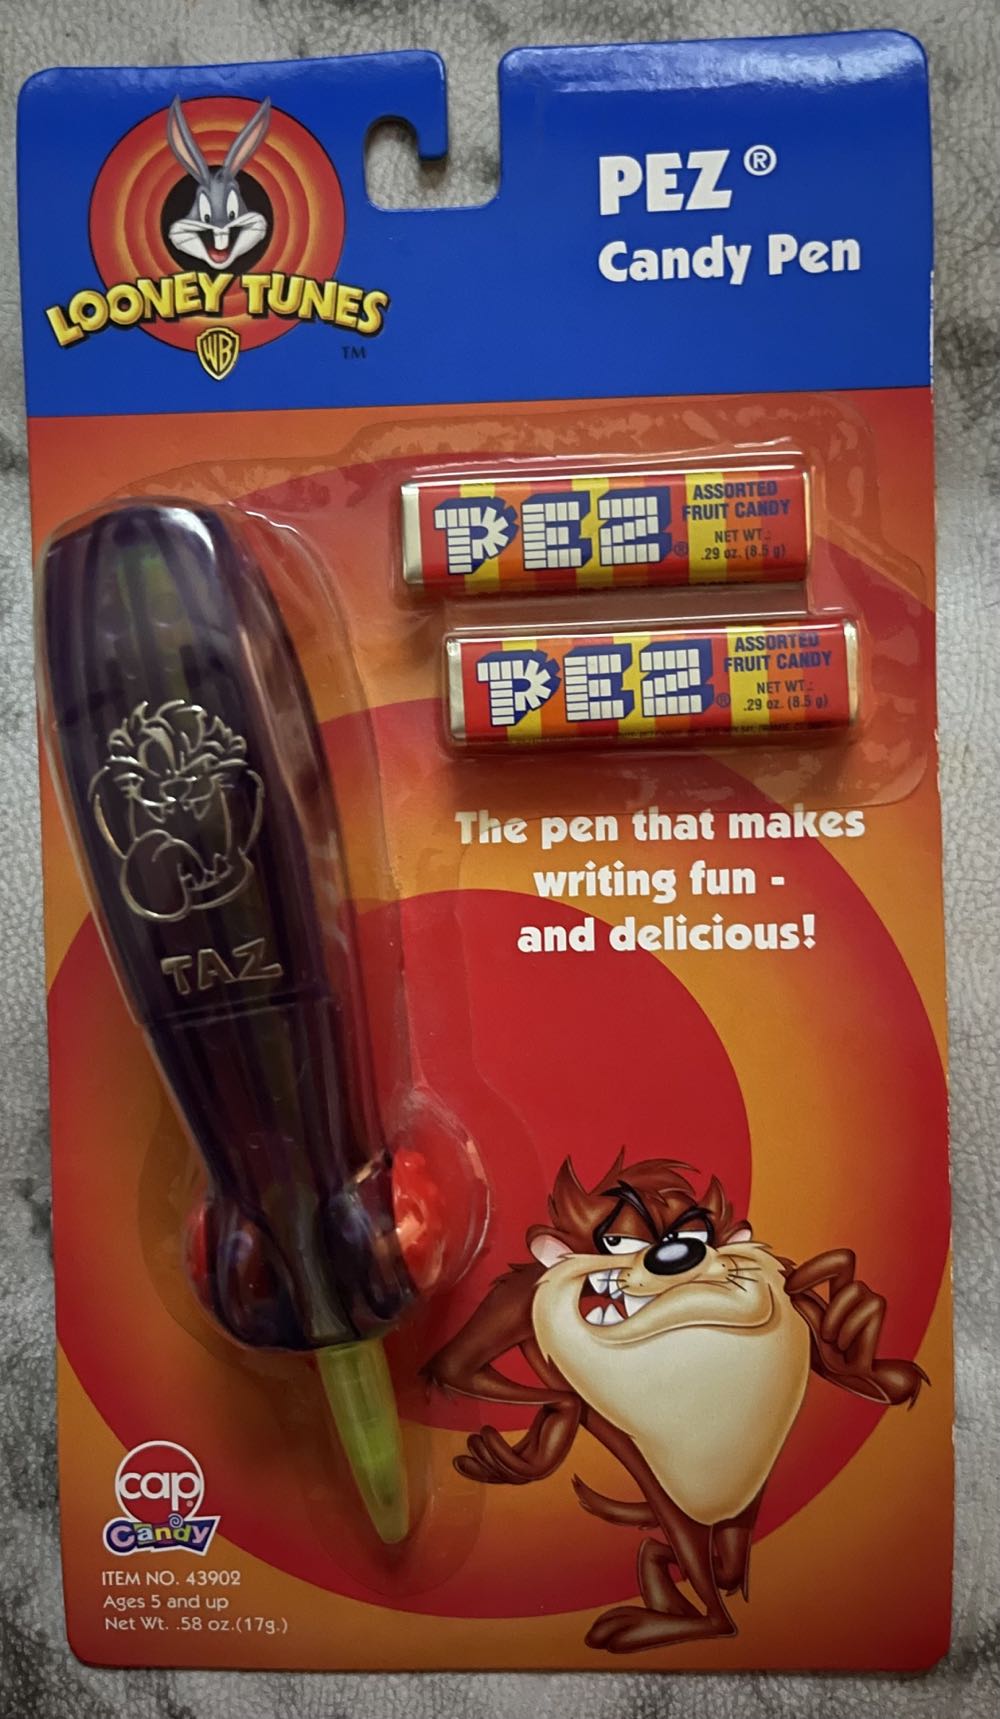 LOONEY TUNES
WB
TM
PEZ®
Candy Pen
PEZ®
ASSORTED
FRUIT CANDY
NET WT.:
.29 oz. (8.5 g)
PEZ®
ASSORTED
FRUIT CANDY
NET WT.:
.29 oz. (8.5 g)
The pen that makes
writing fun -
and delicious!
TAZ
cap
Candy
ITEM NO. 43902
Ages 5 and up
Net Wt. .58 oz.(17g.)